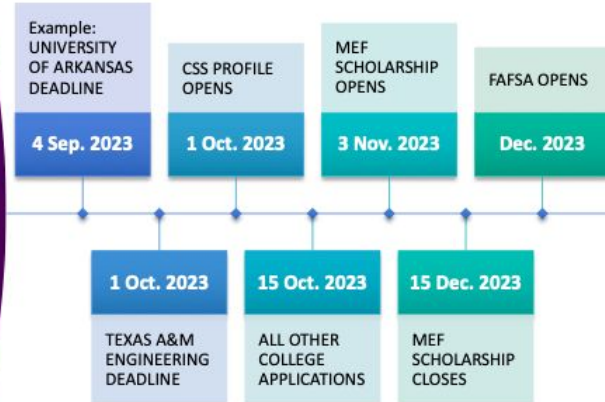 Example:
UNIVERSITY
OF ARKANSAS
DEADLINE
4 Sep. 2023
1 Oct. 2023
TEXAS A&M
ENGINEERING
DEADLINE
CSS PROFILE
OPENS
1 Oct. 2023
15 Oct. 2023
ALL OTHER
COLLEGE
APPLICATIONS
MEF
SCHOLARSHIP
OPENS
3 Nov. 2023
15 Dec. 2023
MEF
SCHOLARSHIP
CLOSES
FAFSA OPENS
Dec. 2023